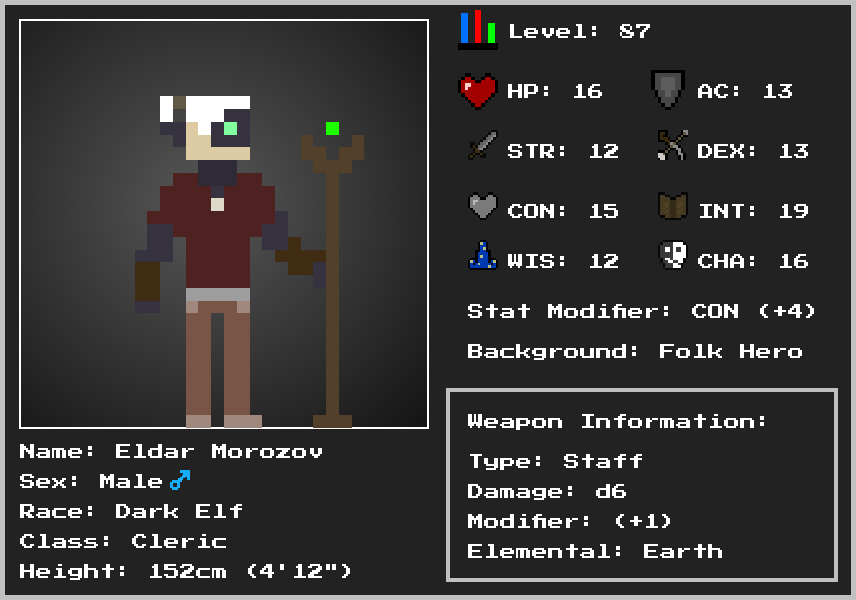 Level: 87
HP: 16 AC: 13
STR: 12 DEX: 13
CON: 15 INT: 19
WIS: 12 CHA: 16
Stat Modifier: CON (+4)
Background: Folk Hero
Weapon Information:
Type: Staff
Damage: d6
Modifier: (+1)
Elemental: Earth
Name: Eldar Morozov
Sex: Male♂
Race: Dark Elf
Class: Cleric
Height: 152cm (4'12")